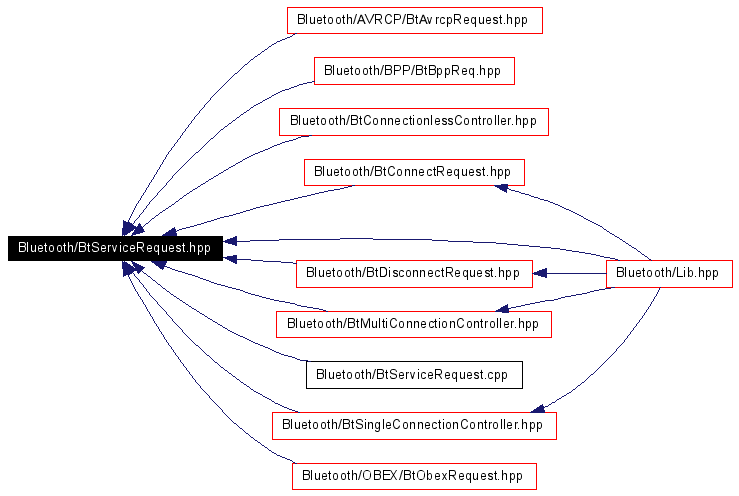 Bluetooth/AVRCP/BtAvrcpRequest.hpp
Bluetooth/BPP/BtBppReq.hpp
Bluetooth/BtConnectionlessController.hpp
Bluetooth/BtConnectRequest.hpp
Bluetooth/BtServiceRequest.hpp
Bluetooth/BtDisconnectRequest.hpp
Bluetooth/Lib.hpp
Bluetooth/BtMultiConnectionController.hpp
Bluetooth/BtServiceRequest.cpp
Bluetooth/BtSingleConnectionController.hpp
Bluetooth/OBEX/BtObexRequest.hpp